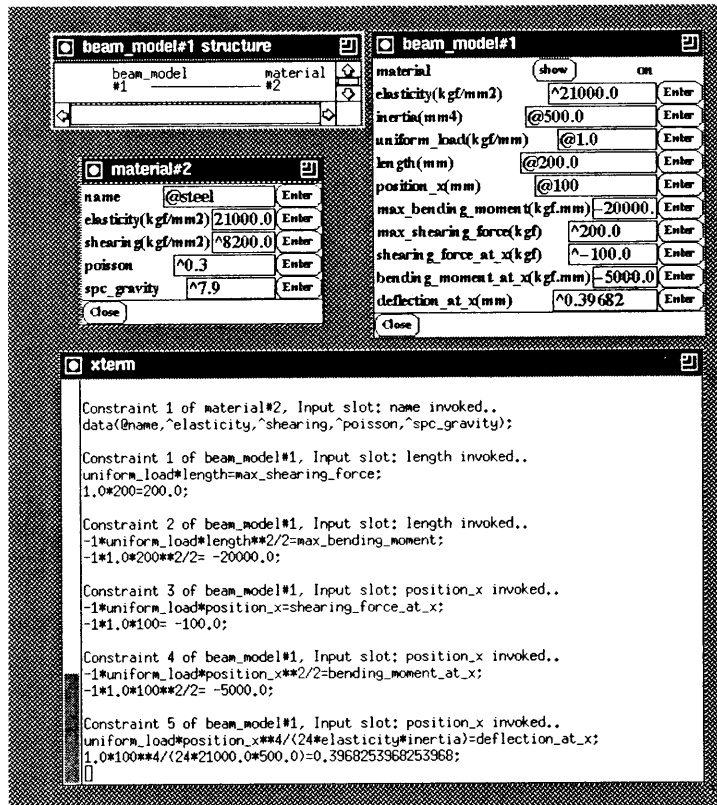 beam_model#1 structure
beam_model material
#1 #2
material#2
name @steel Enter
elasticity(kgf/mm2) 21000.0 Enter
shearing(kgf/mm2) ^8200.0 Enter
poisson ^0.3 Enter
spc_gravity ^7.9 Enter
Close
beam_model#1
material show on
elasticity(kgf/mm2) ^21000.0 Enter
inertia(mm4) @500.0 Enter
uniform_load(kgf/mm) @1.0 Enter
length(mm) @200.0 Enter
position_x(mm) @100 Enter
max_bending_moment(kgf.mm) -20000. Enter
max_shearing_force(kgf) ^200.0 Enter
shearing_force_at_x(kgf) ^-100.0 Enter
bending_moment_at_x(kgf.mm) -5000.0 Enter
deflection_at_x(mm) ^0.39682 Enter
Close
xterm
Constraint 1 of material#2, Input slot: name invoked..
data(@name,^elasticity,^shearing,^poisson,^spc_gravity);
Constraint 1 of beam_model#1, Input slot: length invoked..
uniform_load*length=max_shearing_force;
1.0*200=200.0;
Constraint 2 of beam_model#1, Input slot: length invoked..
-1*uniform_load*length**2/2=max_bending_moment;
-1*1.0*200**2/2= -20000.0;
Constraint 3 of beam_model#1, Input slot: position_x invoked..
-1*uniform_load*position_x=shearing_force_at_x;
-1*1.0*100= -100.0;
Constraint 4 of beam_model#1, Input slot: position_x invoked..
-1*uniform_load*position_x**2/2=bending_moment_at_x;
-1*1.0*100**2/2= -5000.0;
Constraint 5 of beam_model#1, Input slot: position_x invoked..
uniform_load*position_x**4/(24*elasticity*inertia)=deflection_at_x;
1.0*100**4/(24*21000.0*500.0)=0.3968253968253968;